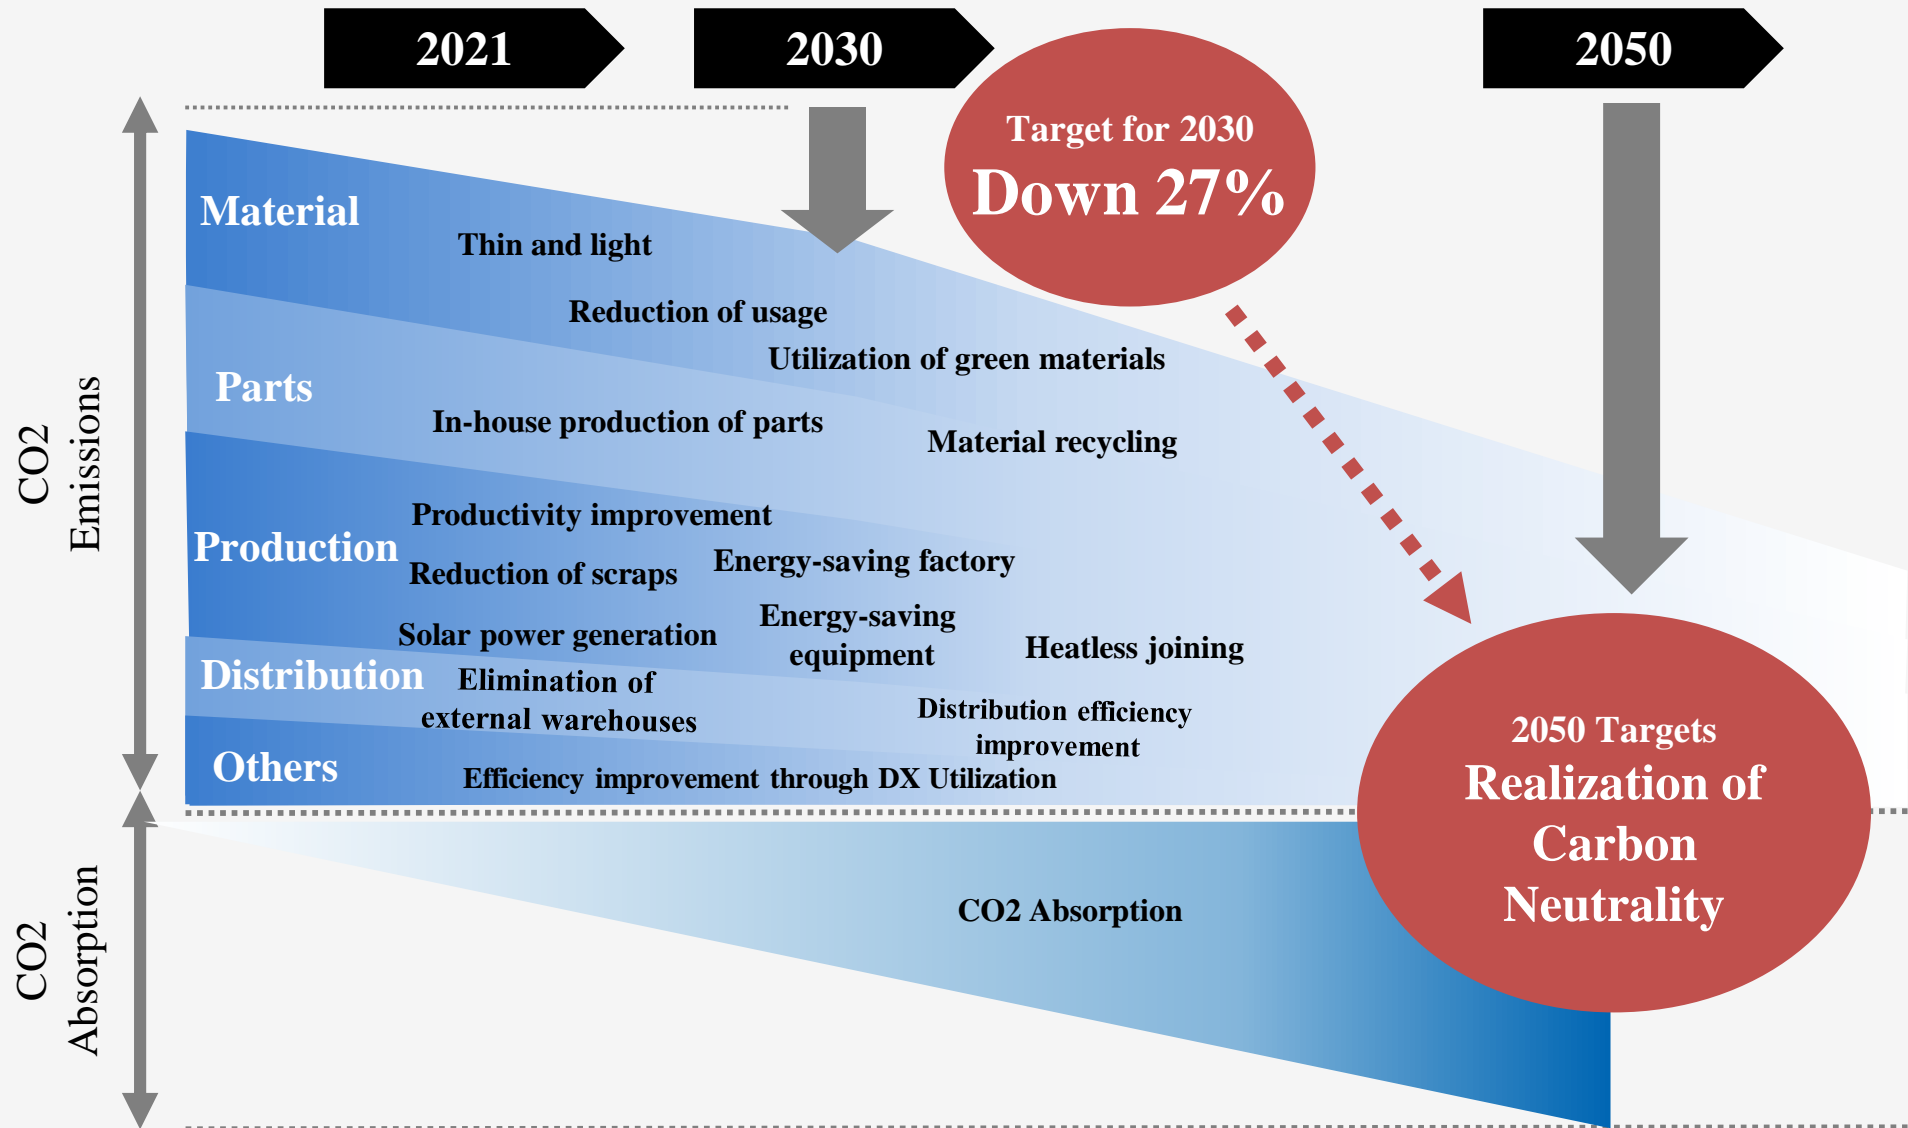 2021
2030
2050
Target for 2030
Down 27%
CO2
Emissions
Material
Thin and light
Reduction of usage
Utilization of green materials
Parts
In-house production of parts
Material recycling
Productivity improvement
Production
Energy-saving factory
Reduction of scraps
Energy-saving
equipment
Solar power generation
Heatless joining
Distribution
Elimination of
external warehouses
Distribution efficiency
improvement
Others
Efficiency improvement through DX Utilization
2050 Targets
Realization of
Carbon
Neutrality
CO2
Absorption
CO2 Absorption